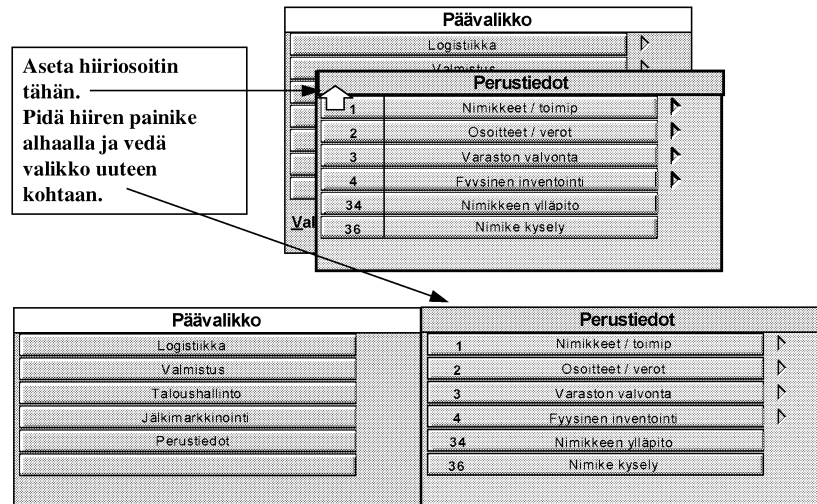 Päävalikko
Logistiikka
Valmistus
Aseta hiiriosoitin
tähän.
Pidä hiiren painike
alhaalla ja vedä
valikko uuteen
kohtaan.
Perustiedot
1 Nimikkeet / toimip
2 Osoitteet / verot
3 Varaston valvonta
4 Fyysinen inventointi
34 Nimikkeen ylläpito
36 Nimike kysely
Val
Päävalikko
Logistiikka
Valmistus
Taloushallinto
Jälkimarkkinointi
Perustiedot
Perustiedot
1 Nimikkeet / toimip
2 Osoitteet / verot
3 Varaston valvonta
4 Fyysinen inventointi
34 Nimikkeen ylläpito
36 Nimike kysely